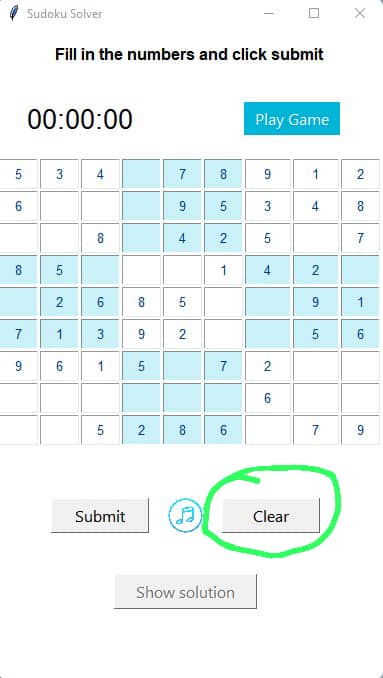 Sudoku Solver
Fill in the numbers and click submit
00:00:00 Play Game
5 3 4 7 8 9 1 2
6 9 5 3 4 8
8 4 2 5 7
8 5 1 4 2
2 6 8 5 9 1
7 1 3 9 2 5 6
9 6 1 5 7 2
6
5 2 8 6 7 9
Submit Clear
Show solution